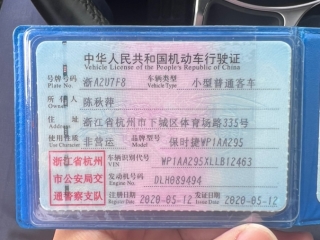 中华人民共和国机动车行驶证
Vehicle License of the People's Republic of China
号牌号码 浙A2U7F8 车辆类型 小型普通客车
Plate No. Vehicle Type
所有人 陈秋萍
Owner
住址 浙江省杭州市下城区体育场路335号
Address
使用性质 非营运 品牌型号 保时捷WP1AA295
Use Character Model
浙江省杭州市公安局交通警察支队
车辆识别代号 WP1AA295XLLB12463
VIN
发动机号码 DLH089494
Engine No.
注册日期 2020-05-12 发证日期 2020-05-12
Register Date Issue Date